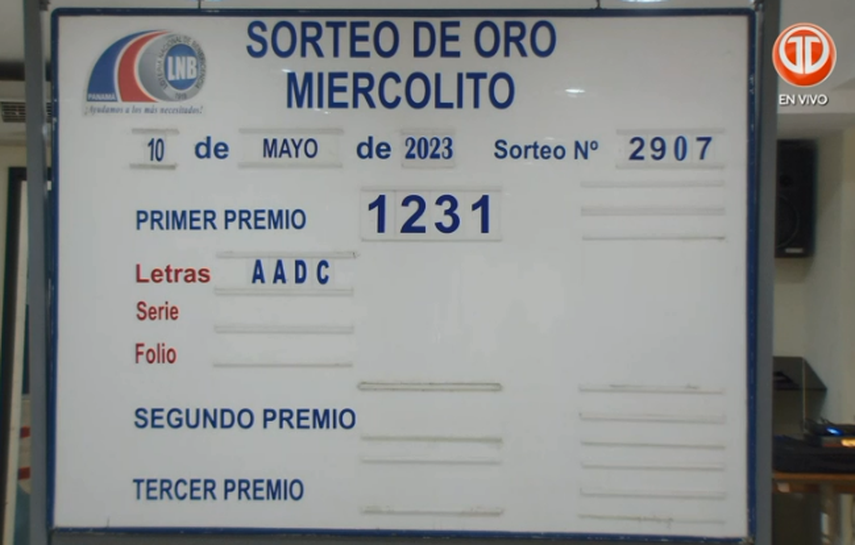 SORTEO DE ORO
MIERCOLITO
LNB
PANAMÁ
¡Ayudamos a los más necesitados!
EN VIVO
10 de MAYO de 2023 Sorteo Nº 2907
PRIMER PREMIO 1231
Letras AADC
Serie
Folio
SEGUNDO PREMIO
TERCER PREMIO